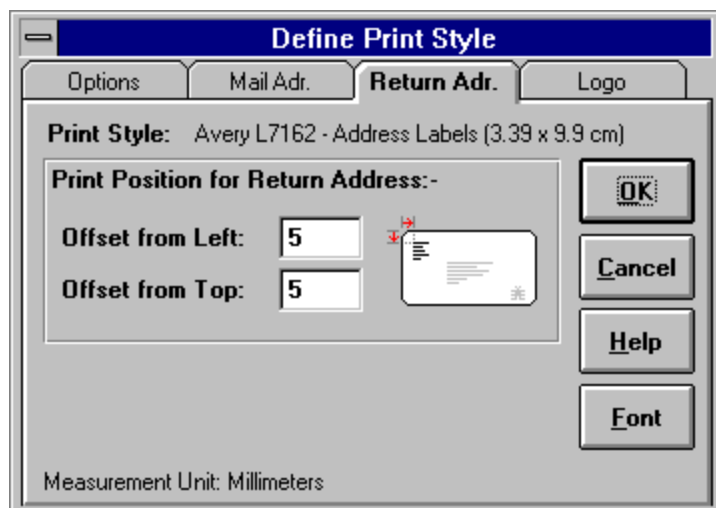 Define Print Style
Options Mail Adr. Return Adr. Logo
Print Style: Avery L7162 - Address Labels (3.39 x 9.9 cm)
Print Position for Return Address:-
Offset from Left: 5
Offset from Top: 5
OK
Cancel
Help
Font
Measurement Unit: Millimeters